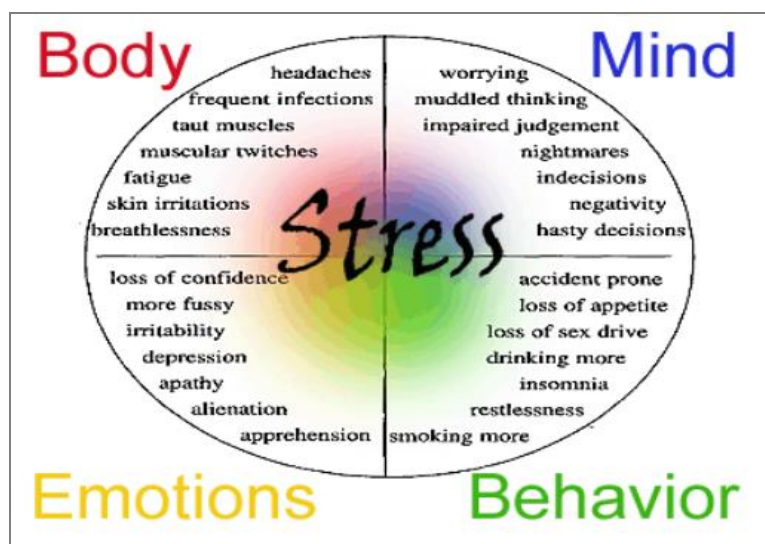 Body
Mind
headaches
frequent infections
taut muscles
muscular twitches
fatigue
skin irritations
breathlessness
worrying
muddled thinking
impaired judgement
nightmares
indecisions
negativity
hasty decisions
Stress
loss of confidence
more fussy
irritability
depression
apathy
alienation
apprehension
accident prone
loss of appetite
loss of sex drive
drinking more
insomnia
restlessness
smoking more
Emotions
Behavior